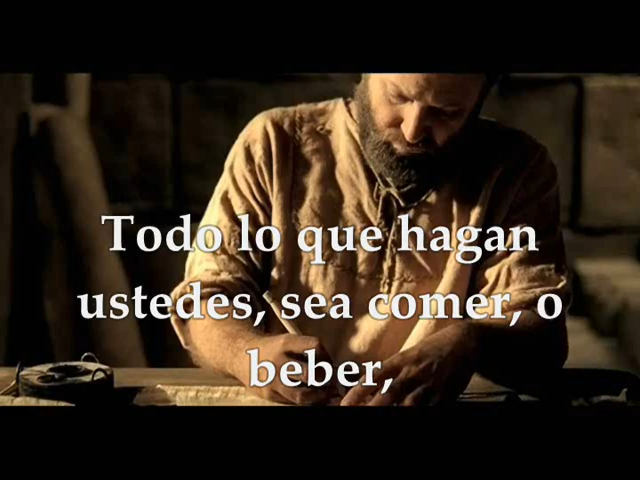 Todo lo que hagan
ustedes, sea comer, o
beber,